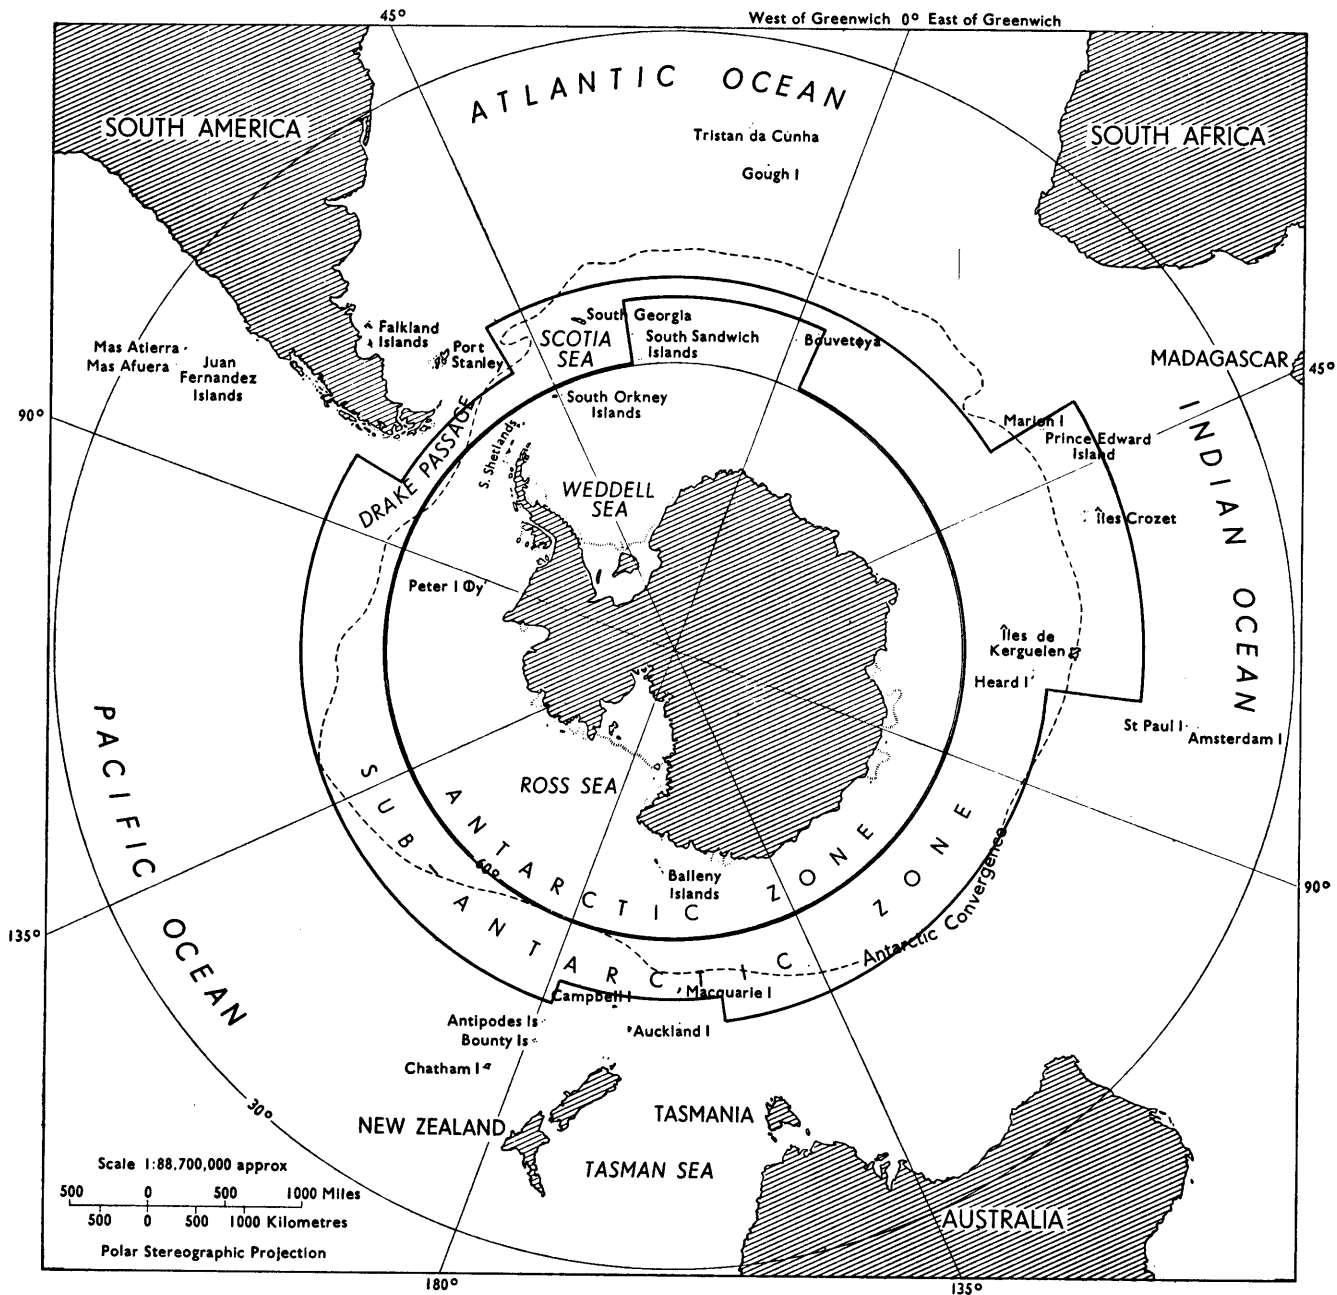 45°
West of Greenwich 0° East of Greenwich
ATLANTIC OCEAN
SOUTH AMERICA
Tristan da Cunha
SOUTH AFRICA
Gough I
South Georgia
Falkland
Islands
SCOTIA
SEA
South Sandwich
Islands
Bouvetøya
Port
Stanley
Mas Atierra
Mas Afuera
Juan
Fernandez
Islands
MADAGASCAR
45°
South Orkney
Islands
90°
DRAKE PASSAGE
S. Shetlands
Marion I
Prince Edward
Island
INDIAN OCEAN
WEDDELL
SEA
Îles Crozet
Peter I Øy
Îles de
Kerguelen
Heard I
St Paul I
Amsterdam I
PACIFIC OCEAN
ROSS SEA
SUB-ANTARCTIC ZONE
ANTARCTIC ZONE
60°
Balleny
Islands
90°
135°
Antarctic Convergence
Campbell I
Macquarie I
Antipodes Is
Bounty Is
Auckland I
Chatham I
30°
NEW ZEALAND
TASMANIA
TASMAN SEA
Scale 1:88,700,000 approx
500 0 500 1000 Miles
500 0 500 1000 Kilometres
Polar Stereographic Projection
AUSTRALIA
180°
135°